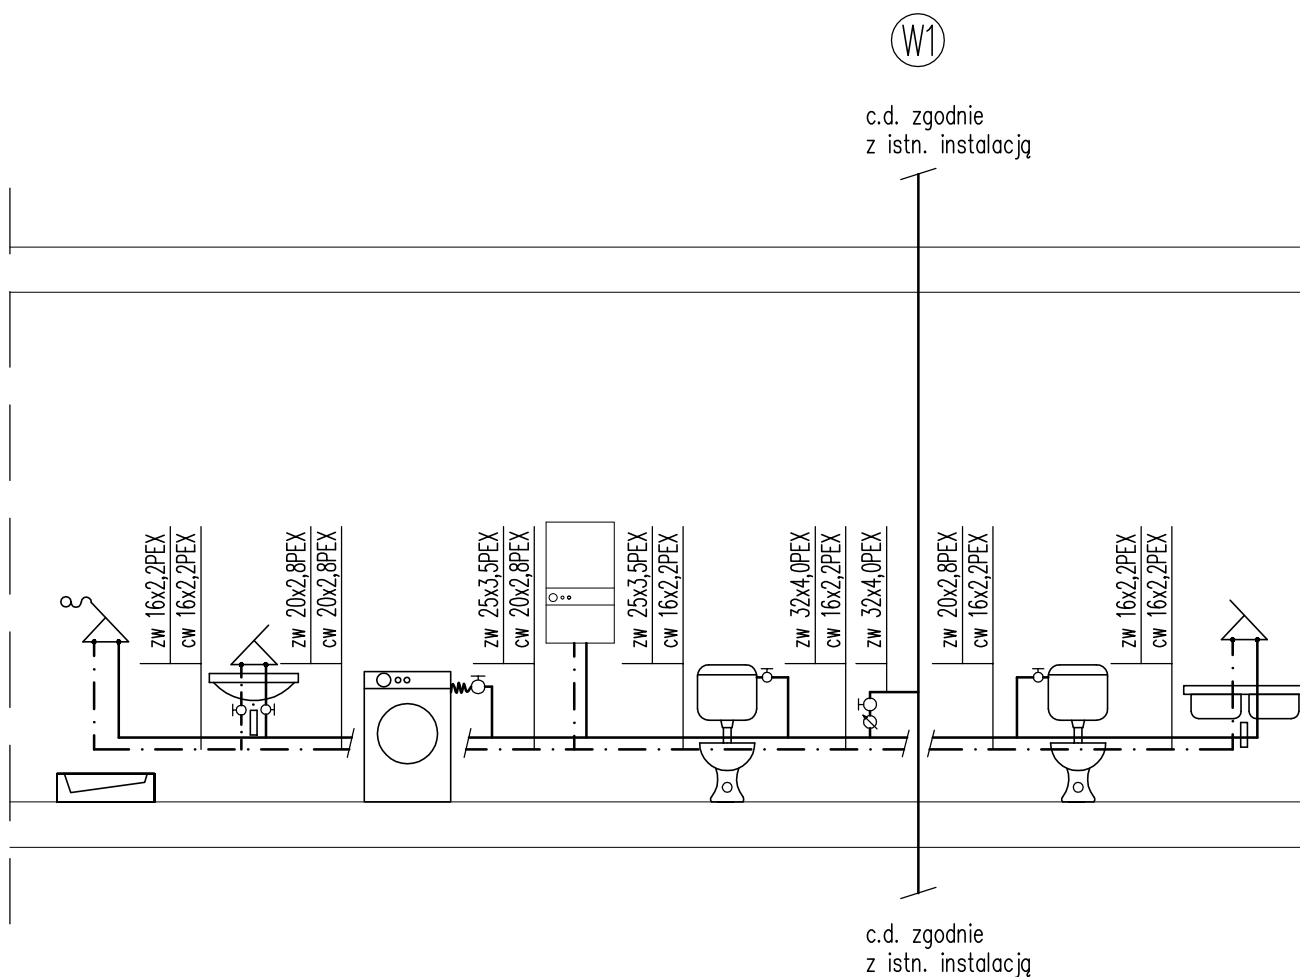 W1
c.d. zgodnie
z istn. instalacją
zw 16x2,2PEX
cw 16x2,2PEX
zw 20x2,8PEX
cw 20x2,8PEX
zw 25x3,5PEX
cw 20x2,8PEX
zw 25x3,5PEX
cw 16x2,2PEX
zw 32x4,0PEX
cw 16x2,2PEX
zw 32x4,0PEX
zw 20x2,8PEX
cw 16x2,2PEX
zw 16x2,2PEX
cw 16x2,2PEX
c.d. zgodnie
z istn. instalacją